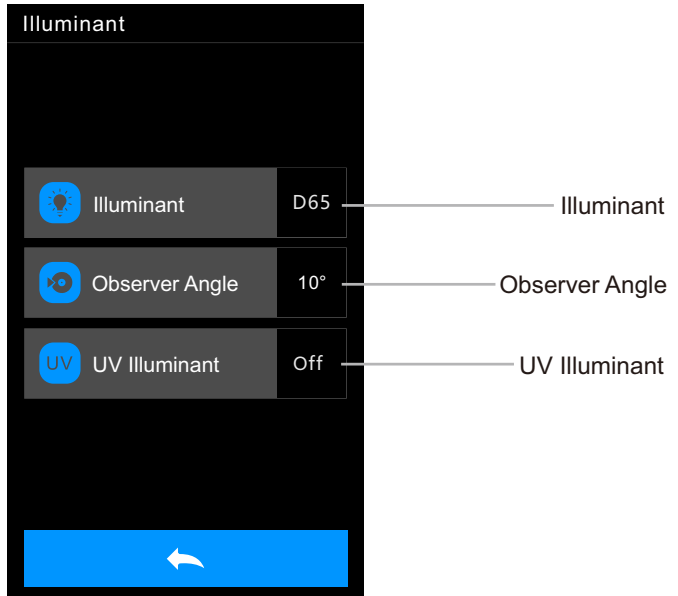 Illuminant
Illuminant D65 Illuminant
Observer Angle 10° Observer Angle
UV UV Illuminant Off UV Illuminant